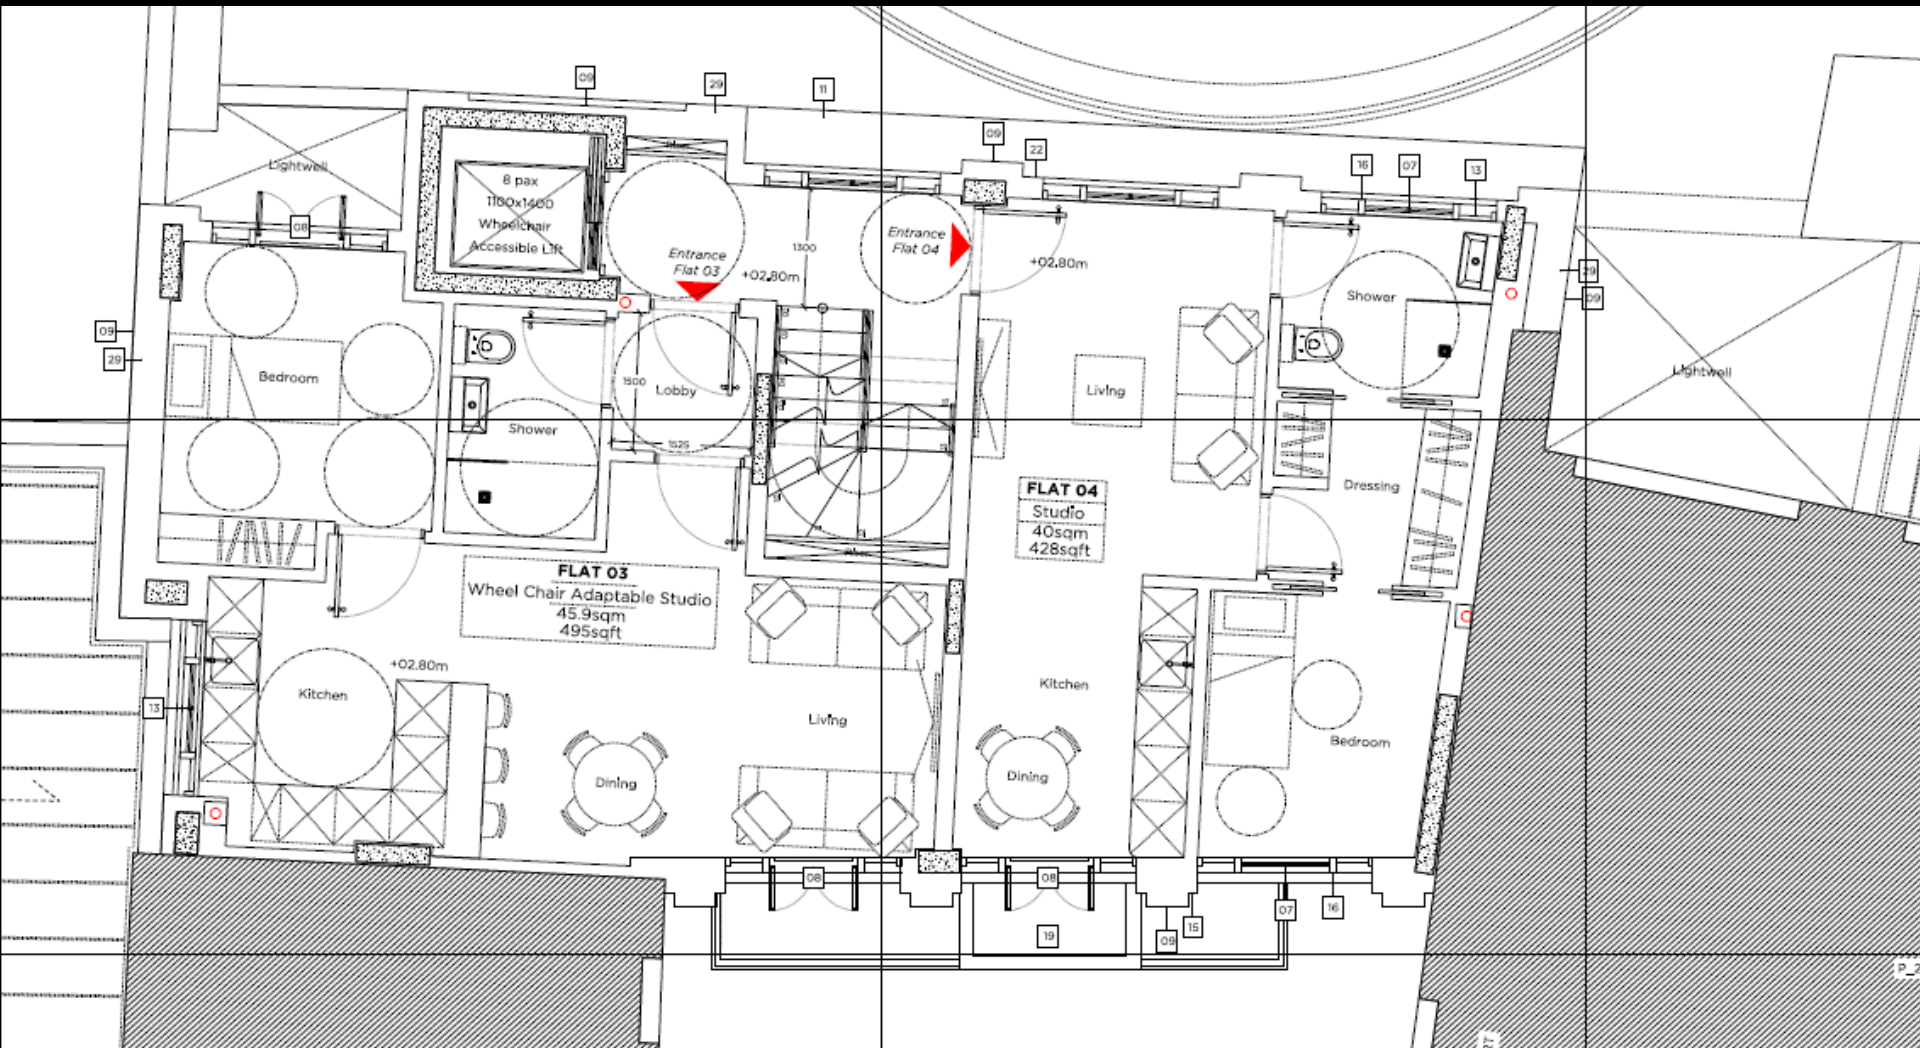 09
29
11
09
22
16
07
13
Lightwell
8 pax
1100x1400
Wheelchair
Accessible Lift
08
Entrance
Flat 03
1300
+02.80m
Entrance
Flat 04
+02.80m
Shower
29
09
09
29
Bedroom
1500
Lobby
Living
Lightwell
Shower
1525
Dressing
FLAT 04
Studio
40sqm
428sqft
FLAT 03
Wheel Chair Adaptable Studio
45.9sqm
495sqft
+02.80m
Kitchen
Kitchen
13
Living
Bedroom
Dining
Dining
08
08
07
16
15
09
19